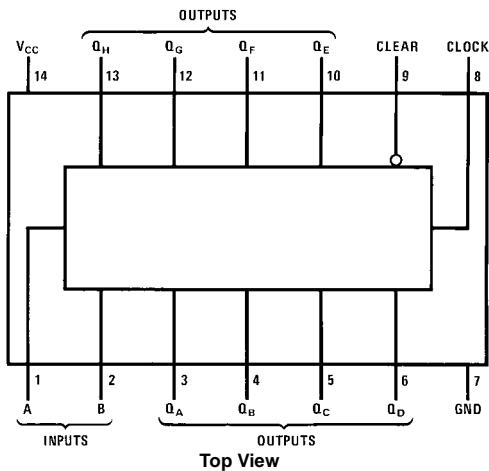 OUTPUTS
VCC QH QG QF QE CLEAR CLOCK
14 13 12 11 10 9 8
1 2 3 4 5 6 7
A B QA QB QC QD GND
INPUTS OUTPUTS
Top View